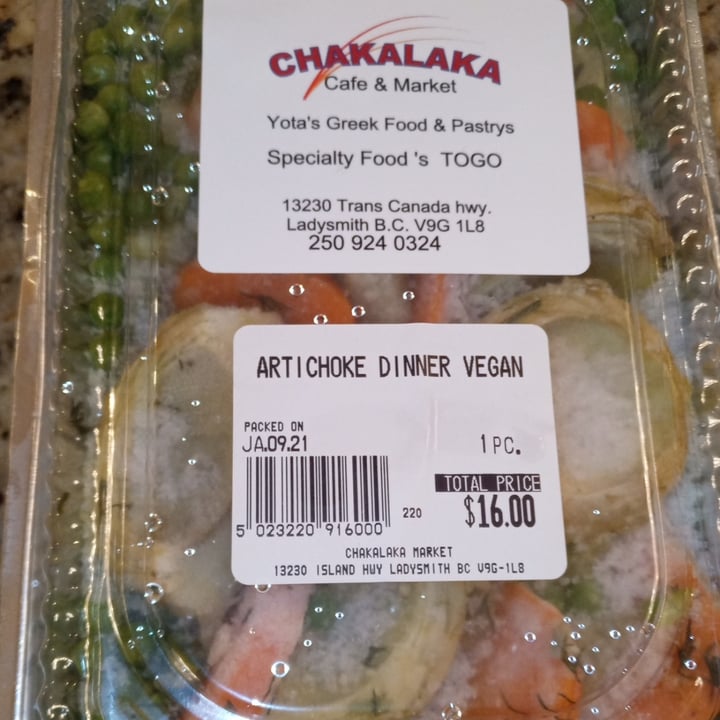 CHAKALAKA
Cafe & Market
Yota's Greek Food & Pastrys
Specialty Food 's TOGO
13230 Trans Canada hwy.
Ladysmith B.C. V9G 1L8
250 924 0324
ARTICHOKE DINNER VEGAN
PACKED ON
JA.09.21
1 PC.
TOTAL PRICE
$16.00
220
5 023220 916000
CHAKALAKA MARKET
13230 ISLAND HWY LADYSMITH BC V9G-1L8